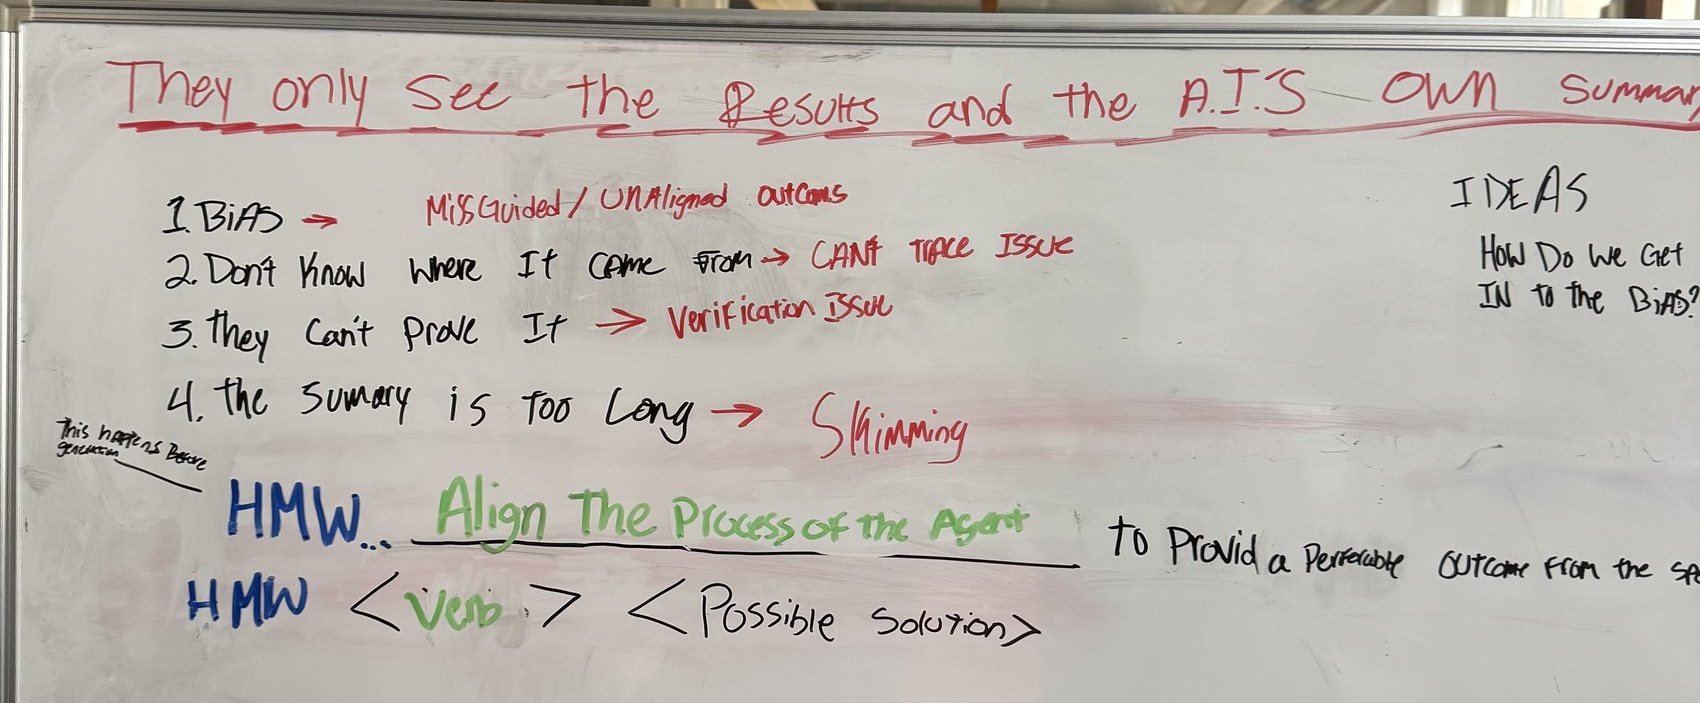 They only see the Results and the A.I.'s own summar
1. BiAS → MissGuided / UNAligned outcoms
2. Don't Know Where It came From → CAN't trace Issue
3. They Can't Prove It → Verification Issue
4. the Sumary is Too Long → Skimming
IDEAS
How Do We Get
IN to the BiAS?
This happens Before
generation
HMW... Align The Process of the Agent to Provid a Perferable outcome from the
HMW <Verb> <Possible Solution>